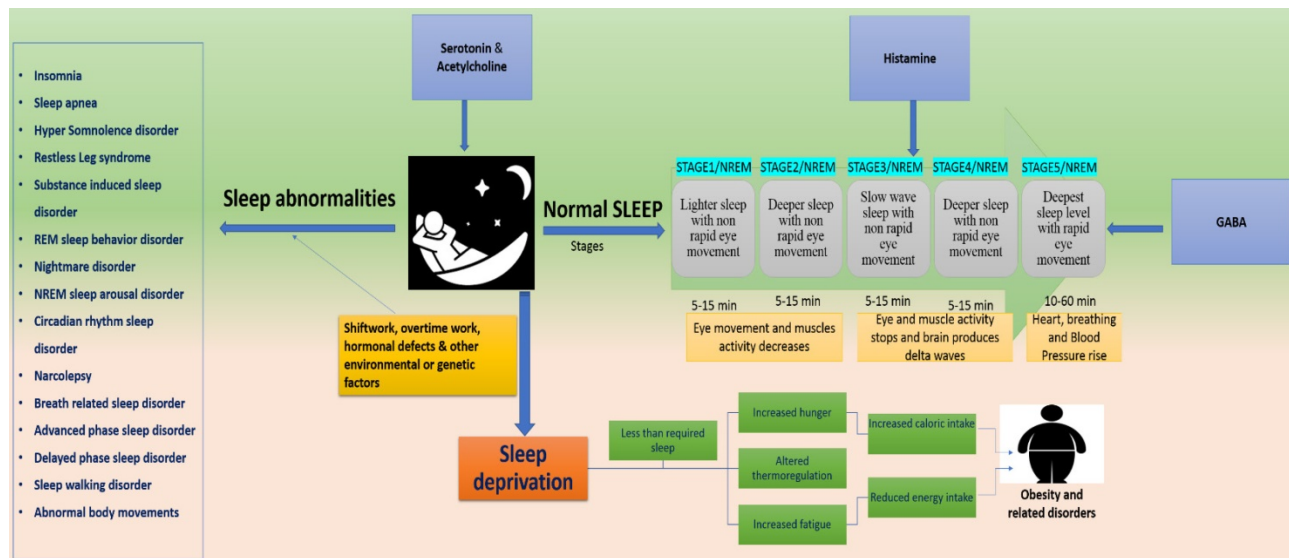 Serotonin &
Acetylcholine
Histamine
• Insomnia
• Sleep apnea
• Hyper Somnolence disorder
• Restless Leg syndrome
• Substance induced sleep
disorder
• REM sleep behavior disorder
• Nightmare disorder
• NREM sleep arousal disorder
• Circadian rhythm sleep
disorder
• Narcolepsy
• Breath related sleep disorder
• Advanced phase sleep disorder
• Delayed phase sleep disorder
• Sleep walking disorder
• Abnormal body movements
Sleep abnormalities
Shiftwork, overtime work,
hormonal defects & other
environmental or genetic
factors
Normal SLEEP
Stages
STAGE1/NREM
Lighter sleep
with non
rapid eye
movement
5-15 min
STAGE2/NREM
Deeper sleep
with non
rapid eye
movement
5-15 min
Eye movement and muscles
activity decreases
STAGE3/NREM
Slow wave
sleep with
non rapid
eye
movement
5-15 min
STAGE4/NREM
Deeper sleep
with non
rapid eye
movement
5-15 min
Eye and muscle activity
stops and brain produces
delta waves
STAGE5/NREM
Deepest
sleep level
with rapid
eye
movement
10-60 min
Heart, breathing
and Blood
Pressure rise
GABA
Sleep
deprivation
Less than required
sleep
Increased hunger
Altered
thermoregulation
Increased fatigue
Increased caloric intake
Reduced energy intake
Obesity and
related disorders